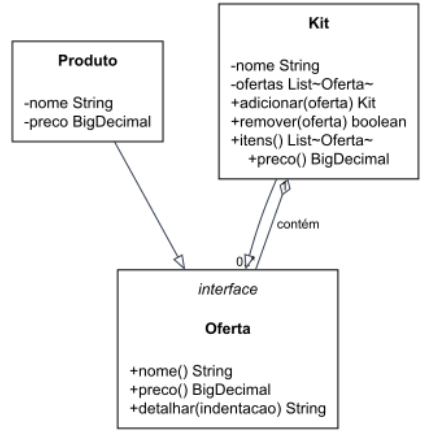 Kit
-nome String
-ofertas List~Oferta~
+adicionar(oferta) Kit
+remover(oferta) boolean
+itens() List~Oferta~
+preco() BigDecimal
Produto
-nome String
-preco BigDecimal
contém
0..*
interface
Oferta
+nome() String
+preco() BigDecimal
+detalhar(indentacao) String